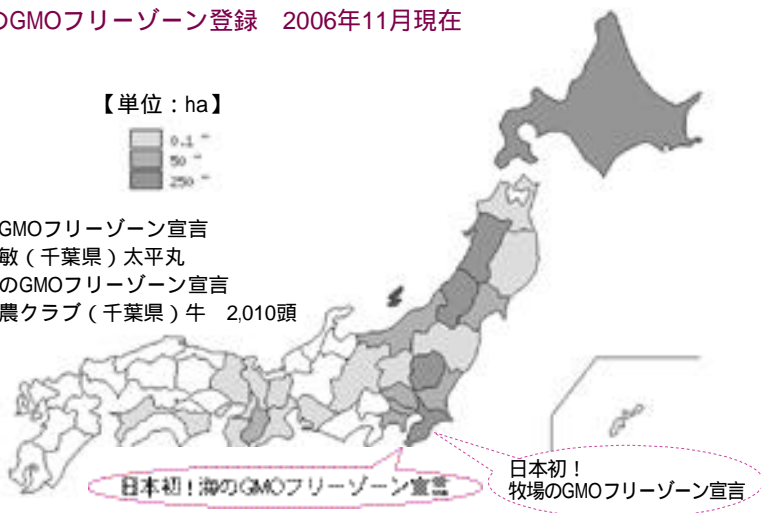 のGMOフリーゾーン登録　2006年11月現在
【単位：ha】
0.1 ～
50 ～
250 ～
GMOフリーゾーン宣言
敏（千葉県）太平丸
のGMOフリーゾーン宣言
農クラブ（千葉県）牛　2,010頭
日本初！海のGMOフリーゾーン宣言
日本初！
牧場のGMOフリーゾーン宣言